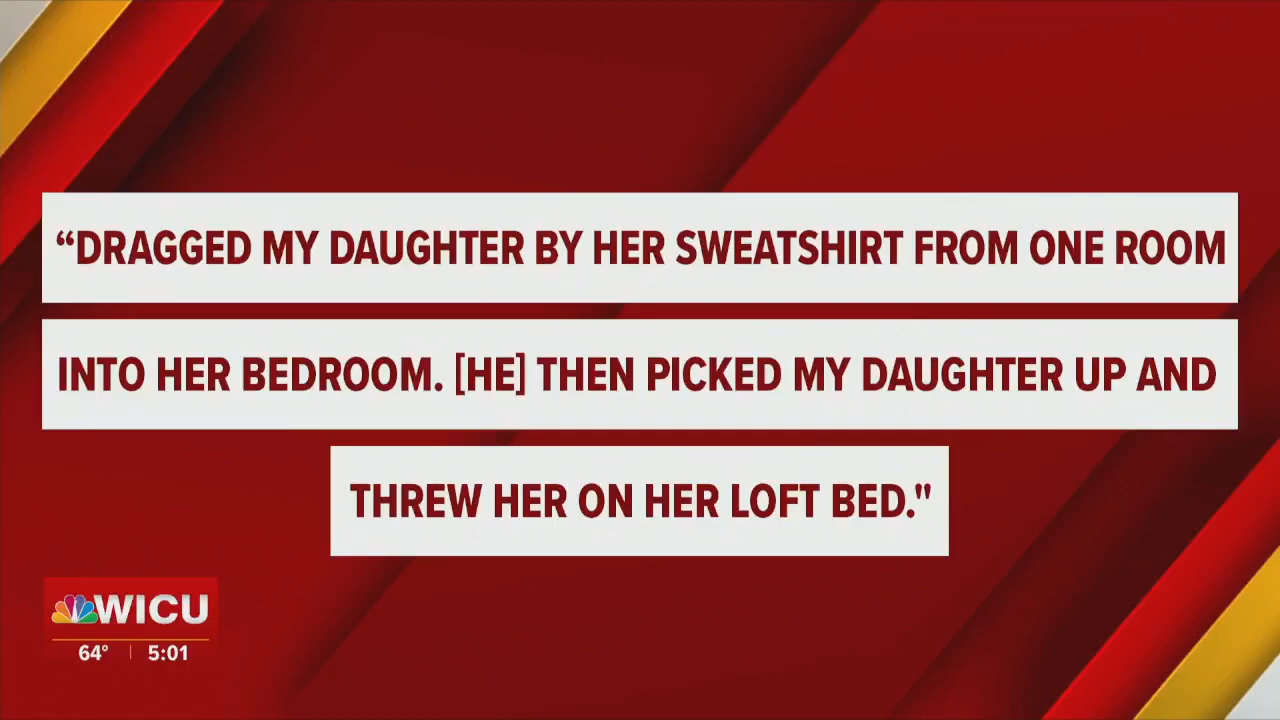 “DRAGGED MY DAUGHTER BY HER SWEATSHIRT FROM ONE ROOM
INTO HER BEDROOM. [HE] THEN PICKED MY DAUGHTER UP AND
THREW HER ON HER LOFT BED."
WICU
64° 5:01